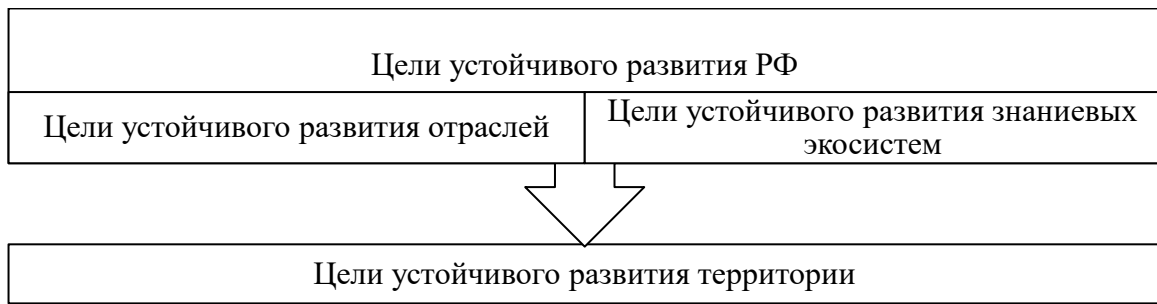 Цели устойчивого развития РФ
Цели устойчивого развития отраслей
Цели устойчивого развития знаниевых
экосистем
Цели устойчивого развития территории